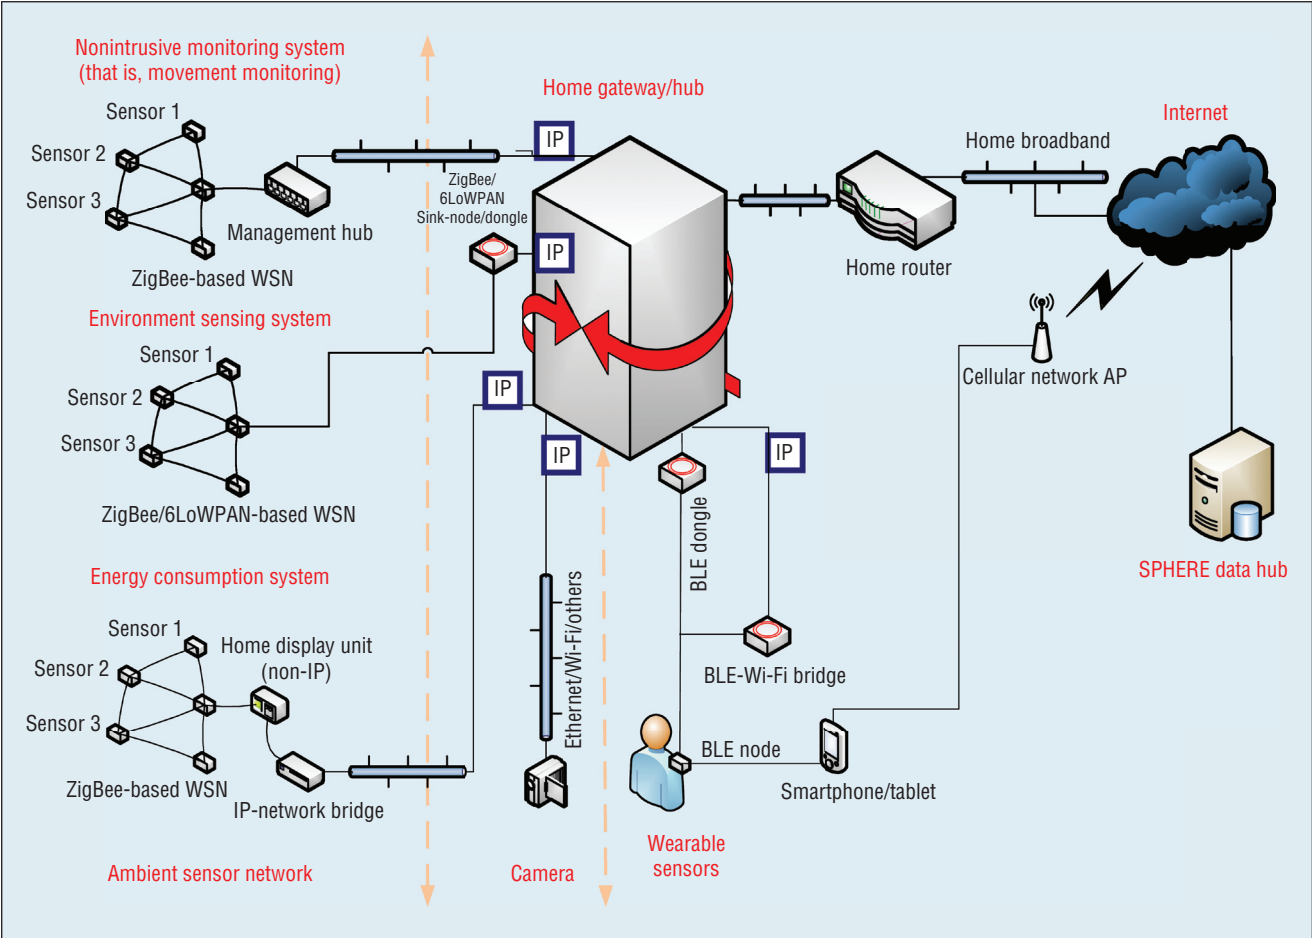 Nonintrusive monitoring system
(that is, movement monitoring)
Sensor 1
Sensor 2
Sensor 3
Management hub
ZigBee-based WSN
Environment sensing system
Sensor 1
Sensor 2
Sensor 3
ZigBee/6LoWPAN-based WSN
Energy consumption system
Sensor 1
Sensor 2
Sensor 3
Home display unit
(non-IP)
ZigBee-based WSN
IP-network bridge
Ambient sensor network
Home gateway/hub
IP
ZigBee/
6LoWPAN
Sink-node/dongle
IP
IP
IP
IP
Ethernet/Wi-Fi/others
Camera
BLE dongle
BLE-Wi-Fi bridge
BLE node
Wearable
sensors
Smartphone/tablet
Home router
Home broadband
Internet
Cellular network AP
SPHERE data hub